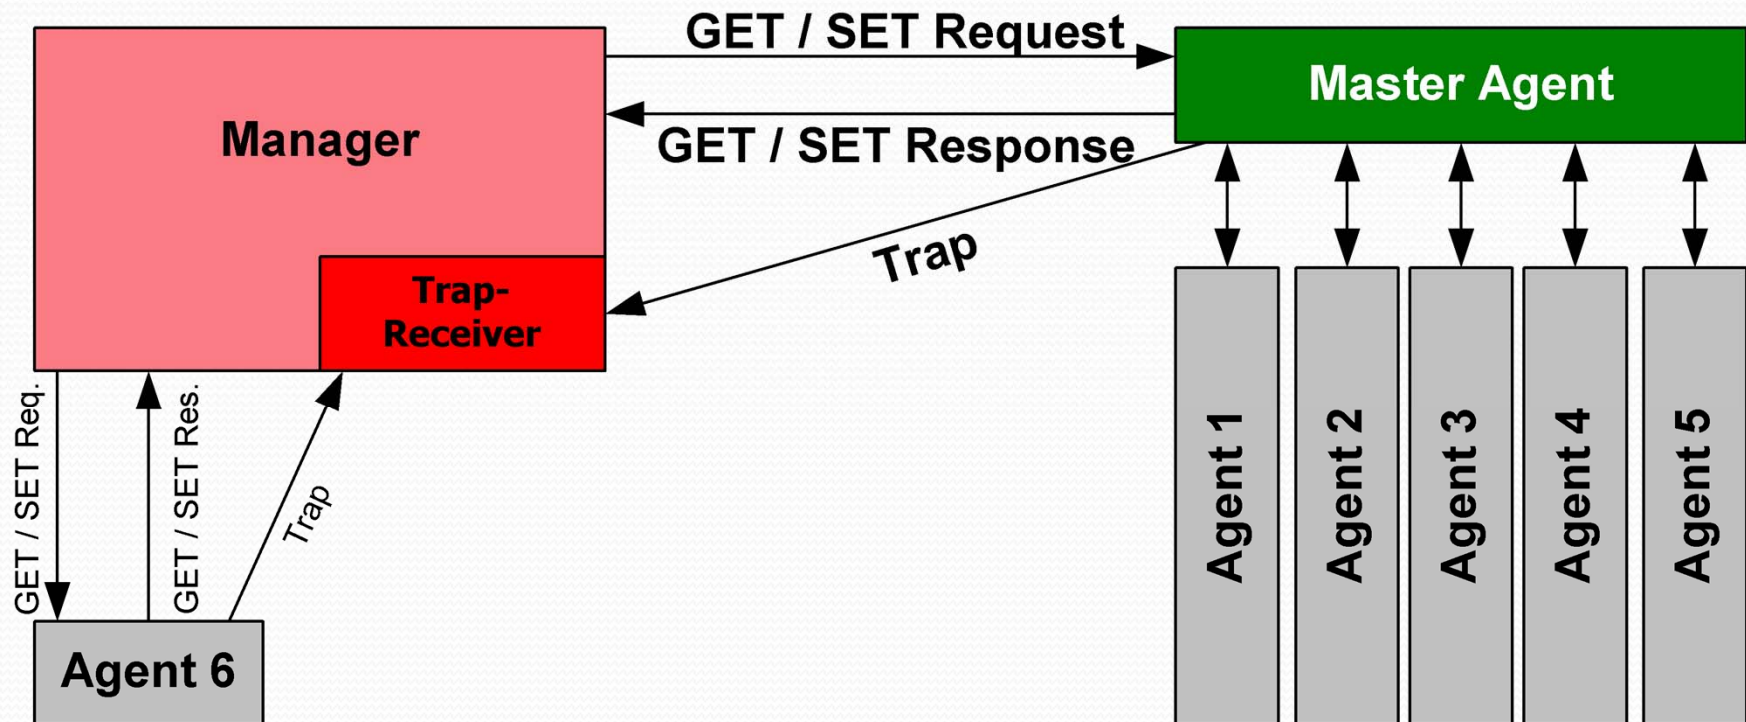 GET / SET Request
Master Agent
Manager
GET / SET Response
Trap
Trap-
Receiver
GET / SET Req.
GET / SET Res.
Trap
Agent 1
Agent 2
Agent 3
Agent 4
Agent 5
Agent 6